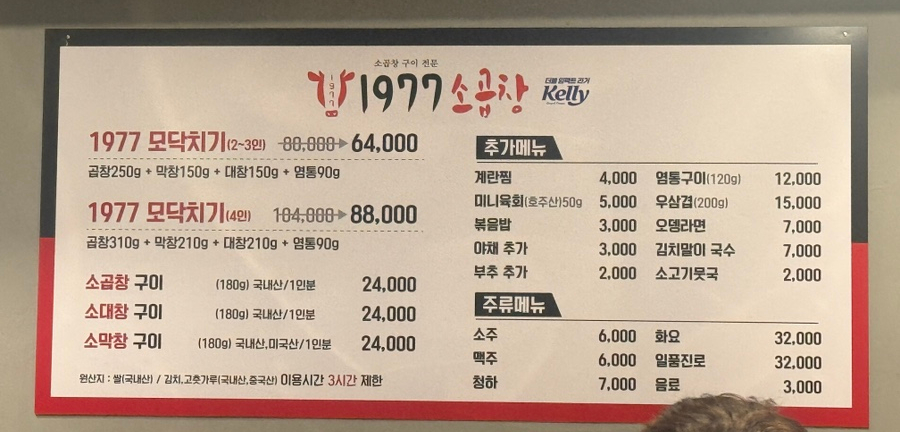 소곱창 구이 전문
1977 소곱창
더블 임팩트 라거
Kelly
1977 모닥치기(2~3인) 80,000 ▶ 64,000
곱창250g + 막창150g + 대창150g + 염통90g
1977 모닥치기(4인) 104,000 ▶ 88,000
곱창310g + 막창210g + 대창210g + 염통90g
소곱창 구이 (180g) 국내산/1인분 24,000
소대창 구이 (180g) 국내산/1인분 24,000
소막창 구이 (180g) 국내산,미국산/1인분 24,000
원산지 : 쌀(국내산) / 김치,고춧가루(국내산,중국산) 이용시간 3시간 제한
추가메뉴
계란찜 4,000 염통구이(120g) 12,000
미니육회(호주산)50g 5,000 우삼겹(200g) 15,000
볶음밥 3,000 오뎅라면 7,000
야채 추가 3,000 김치말이 국수 7,000
부추 추가 2,000 소고기뭇국 2,000
주류메뉴
소주 6,000 화요 32,000
맥주 6,000 일품진로 32,000
청하 7,000 음료 3,000